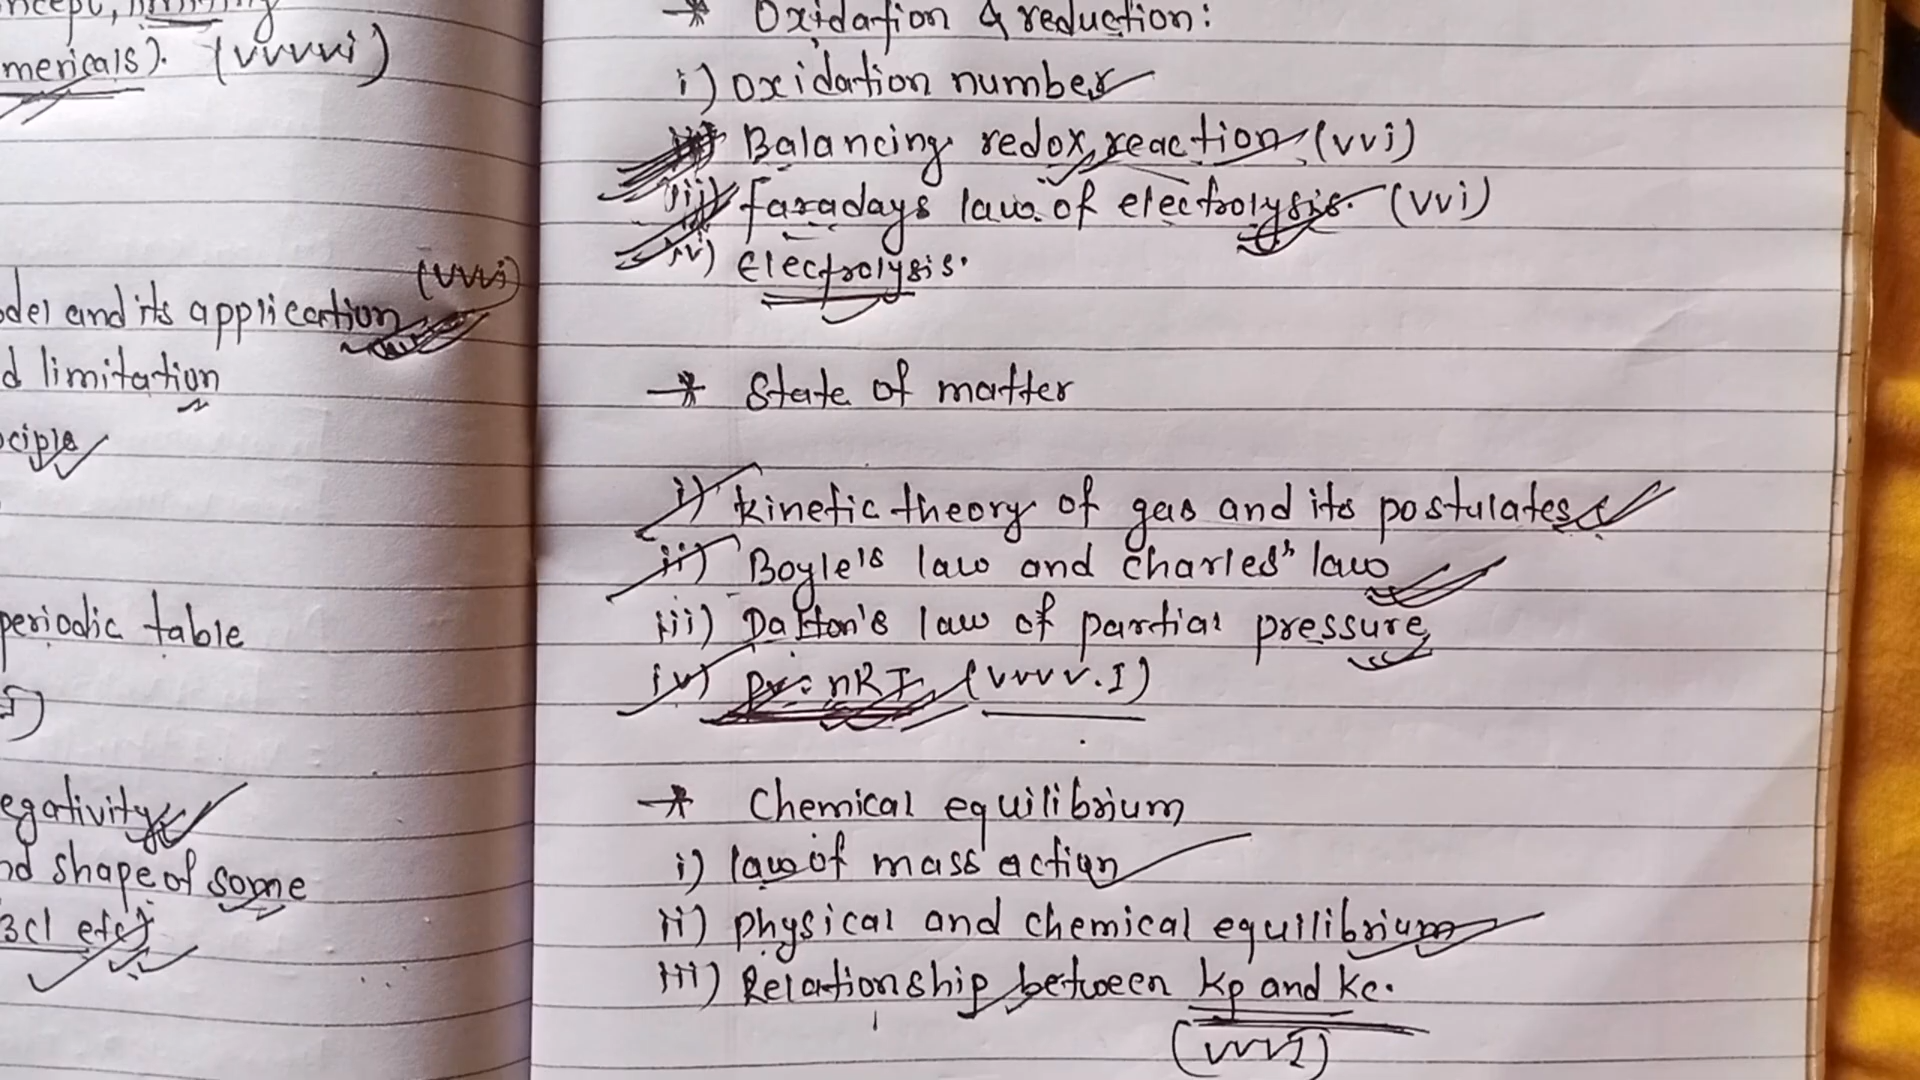 mericals). (vvvvi)
del and its application (vvvi)
d limitation
ciple
periodic table
egativity
nd shape of some
3cl etc)
* Oxidation & reduction:
i) oxidation number
ii) Balancing redox reaction (vvi)
iii) faradays law of electrolysis. (vvi)
iv) electrolysis.
* State of matter
i) kinetic theory of gas and its postulates
ii) Boyle's law and Charles' law
iii) Dalton's law of partial pressure
iv) pv = nRT (vvvv.I)
* Chemical equilibrium
i) law of mass action
ii) physical and chemical equilibrium
iii) Relationship between kp and kc.
(vvvI)